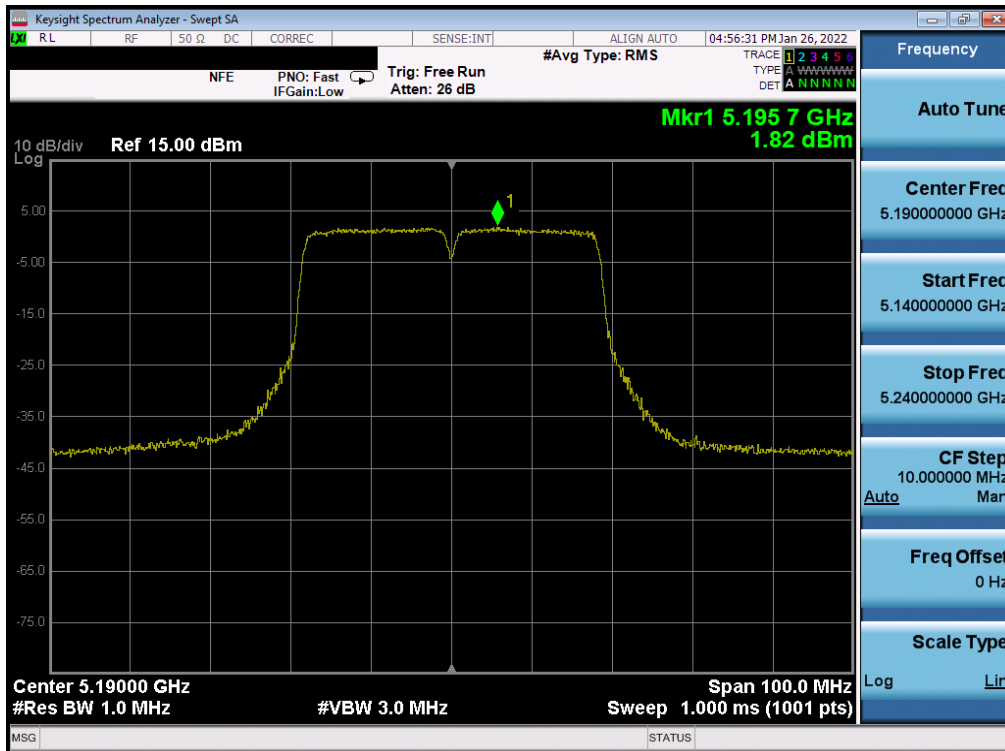 Keysight Spectrum Analyzer - Swept SA
LXI RL RF 50 Ω DC CORREC SENSE:INT ALIGN AUTO 04:56:31 PM Jan 26, 2022
#Avg Type: RMS TRACE 1 2 3 4 5 6
NFE PNO: Fast Trig: Free Run TYPE A WWWWW
IFGain:Low Atten: 26 dB DET A N N N N N
Mkr1 5.195 7 GHz
1.82 dBm
10 dB/div Ref 15.00 dBm
Log
1
5.00
-5.00
-15.0
-25.0
-35.0
-45.0
-55.0
-65.0
-75.0
Center 5.19000 GHz Span 100.0 MHz
#Res BW 1.0 MHz #VBW 3.0 MHz Sweep 1.000 ms (1001 pts)
MSG STATUS
Frequency
Auto Tune
Center Freq
5.190000000 GHz
Start Freq
5.140000000 GHz
Stop Freq
5.240000000 GHz
CF Step
10.000000 MHz
Auto Man
Freq Offset
0 Hz
Scale Type
Log Lin